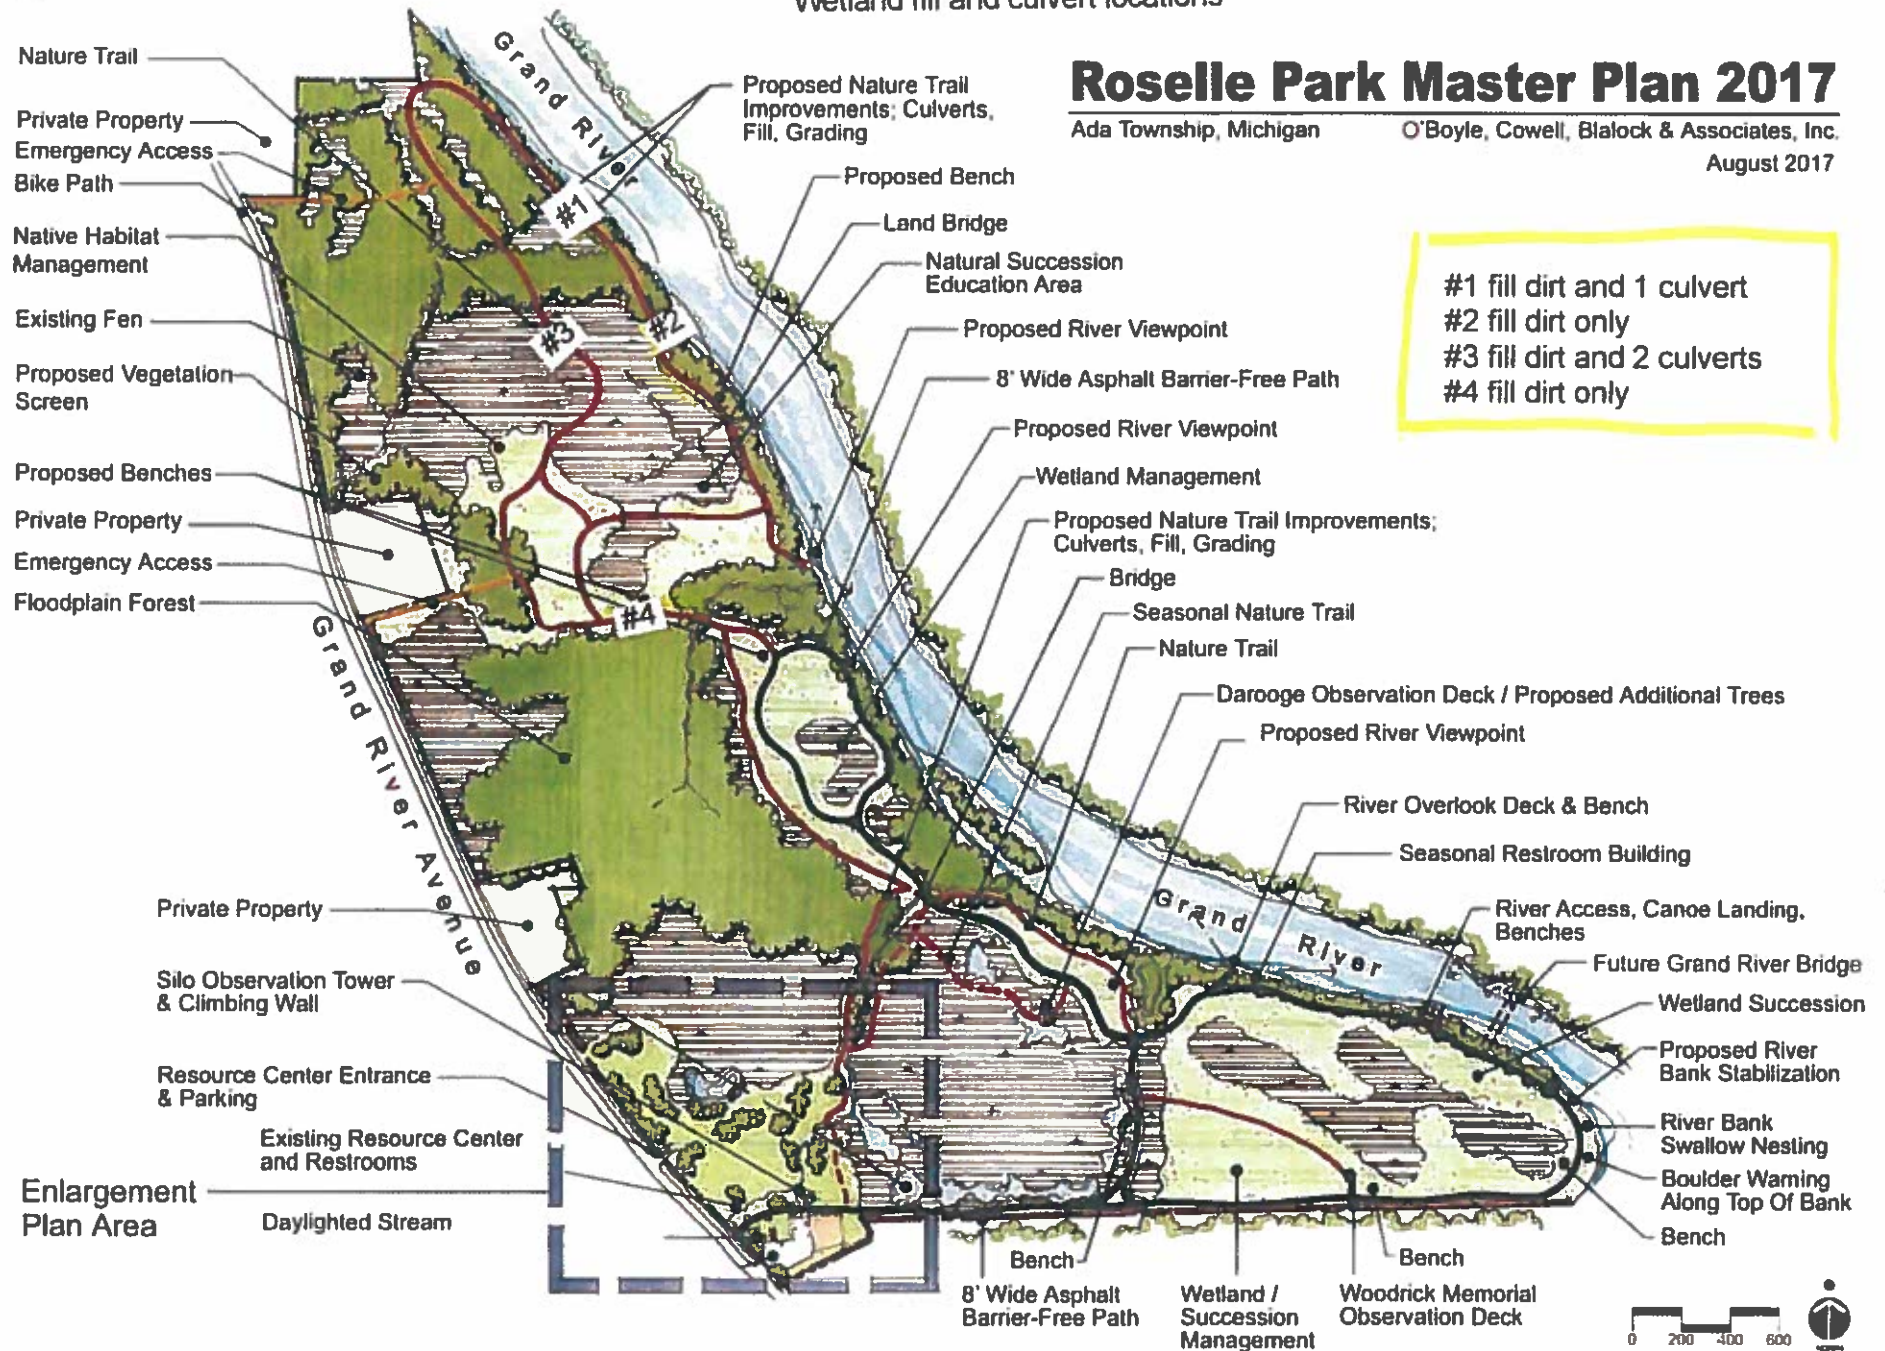 Wetland fill and culvert locations
Roselle Park Master Plan 2017
Ada Township, Michigan
O'Boyle, Cowell, Blalock & Associates, Inc.
August 2017
#1 fill dirt and 1 culvert
#2 fill dirt only
#3 fill dirt and 2 culverts
#4 fill dirt only
Nature Trail
Private Property
Emergency Access
Bike Path
Native Habitat
Management
Existing Fen
Proposed Vegetation
Screen
Proposed Benches
Private Property
Emergency Access
Floodplain Forest
Private Property
Silo Observation Tower
& Climbing Wall
Resource Center Entrance
& Parking
Existing Resource Center
and Restrooms
Enlargement
Plan Area
Daylighted Stream
Grand River
Proposed Nature Trail
Improvements; Culverts,
Fill, Grading
Proposed Bench
Land Bridge
Natural Succession
Education Area
Proposed River Viewpoint
8' Wide Asphalt Barrier-Free Path
Proposed River Viewpoint
Wetland Management
Proposed Nature Trail Improvements;
Culverts, Fill, Grading
Bridge
Seasonal Nature Trail
Nature Trail
Darooge Observation Deck / Proposed Additional Trees
Proposed River Viewpoint
River Overlook Deck & Bench
Seasonal Restroom Building
River Access, Canoe Landing,
Benches
Future Grand River Bridge
Wetland Succession
Proposed River
Bank Stabilization
River Bank
Swallow Nesting
Boulder Warning
Along Top Of Bank
Bench
#1
#2
#3
#4
Grand River Avenue
Grand River
Bench
8' Wide Asphalt
Barrier-Free Path
Wetland /
Succession
Management
Bench
Woodrick Memorial
Observation Deck
0 200 400 600